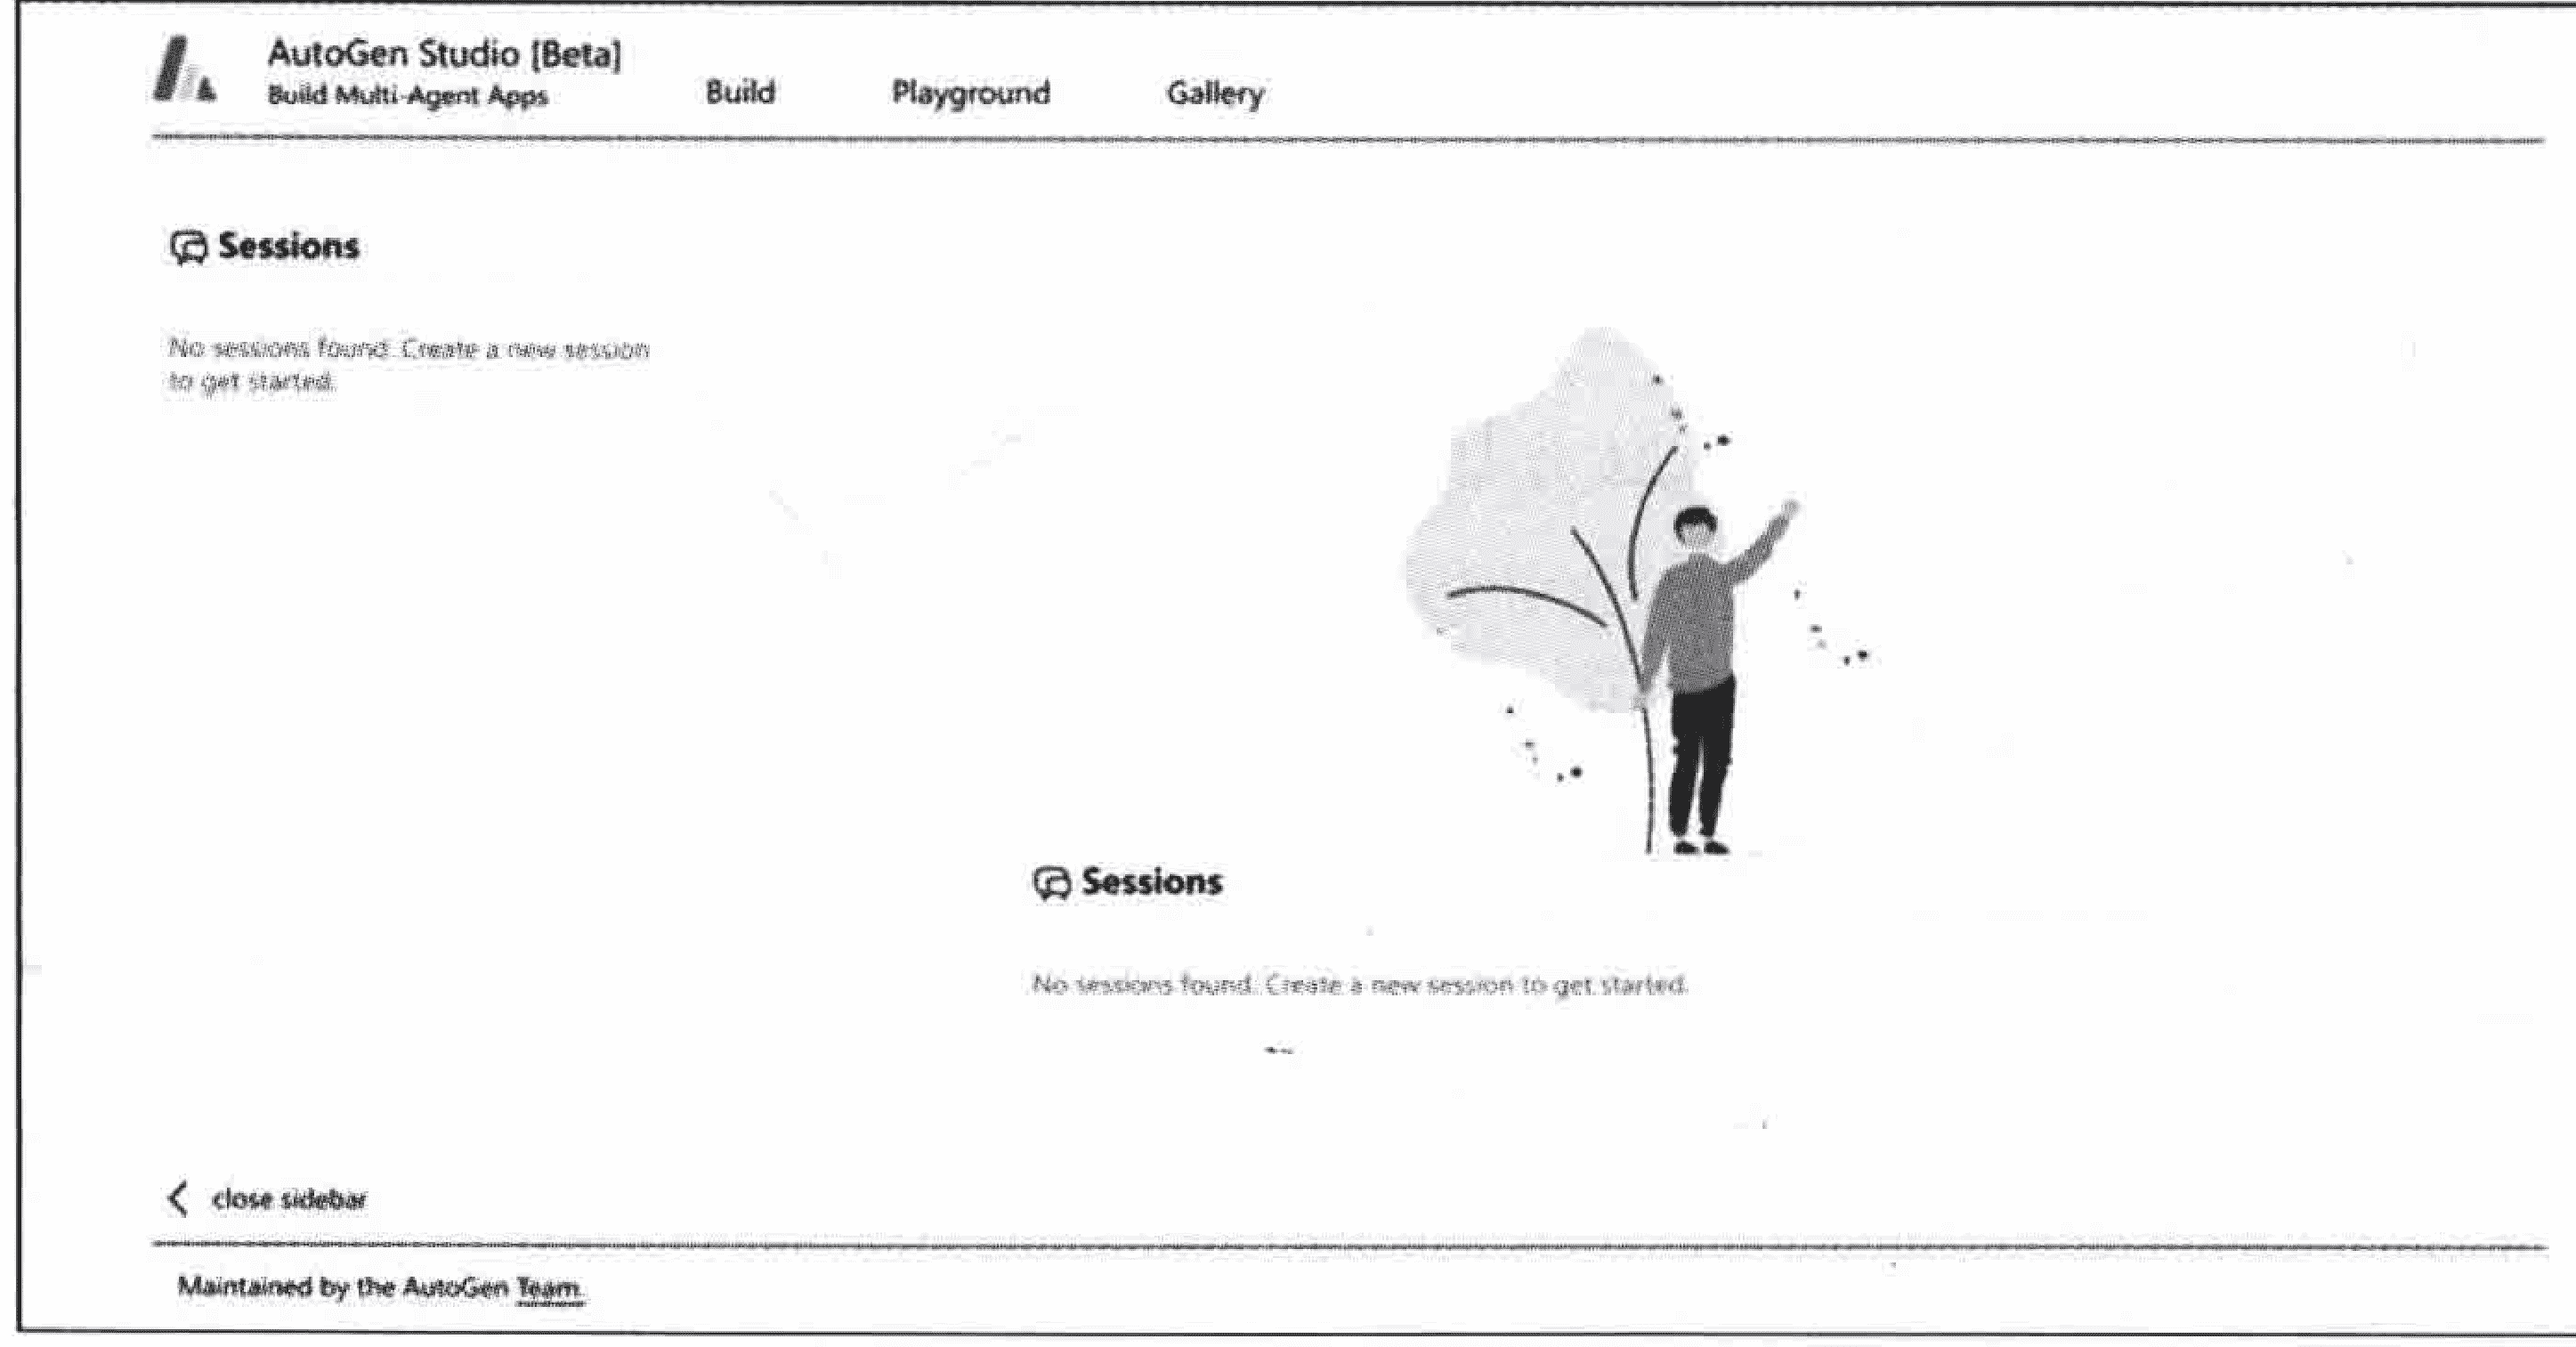 AutoGen Studio [Beta]
Build Multi-Agent Apps
Build
Playground
Gallery
Sessions
No sessions found. Create a new session
to get started.
Sessions
No sessions found. Create a new session to get started.
close sidebar
Maintained by the AutoGen Team.